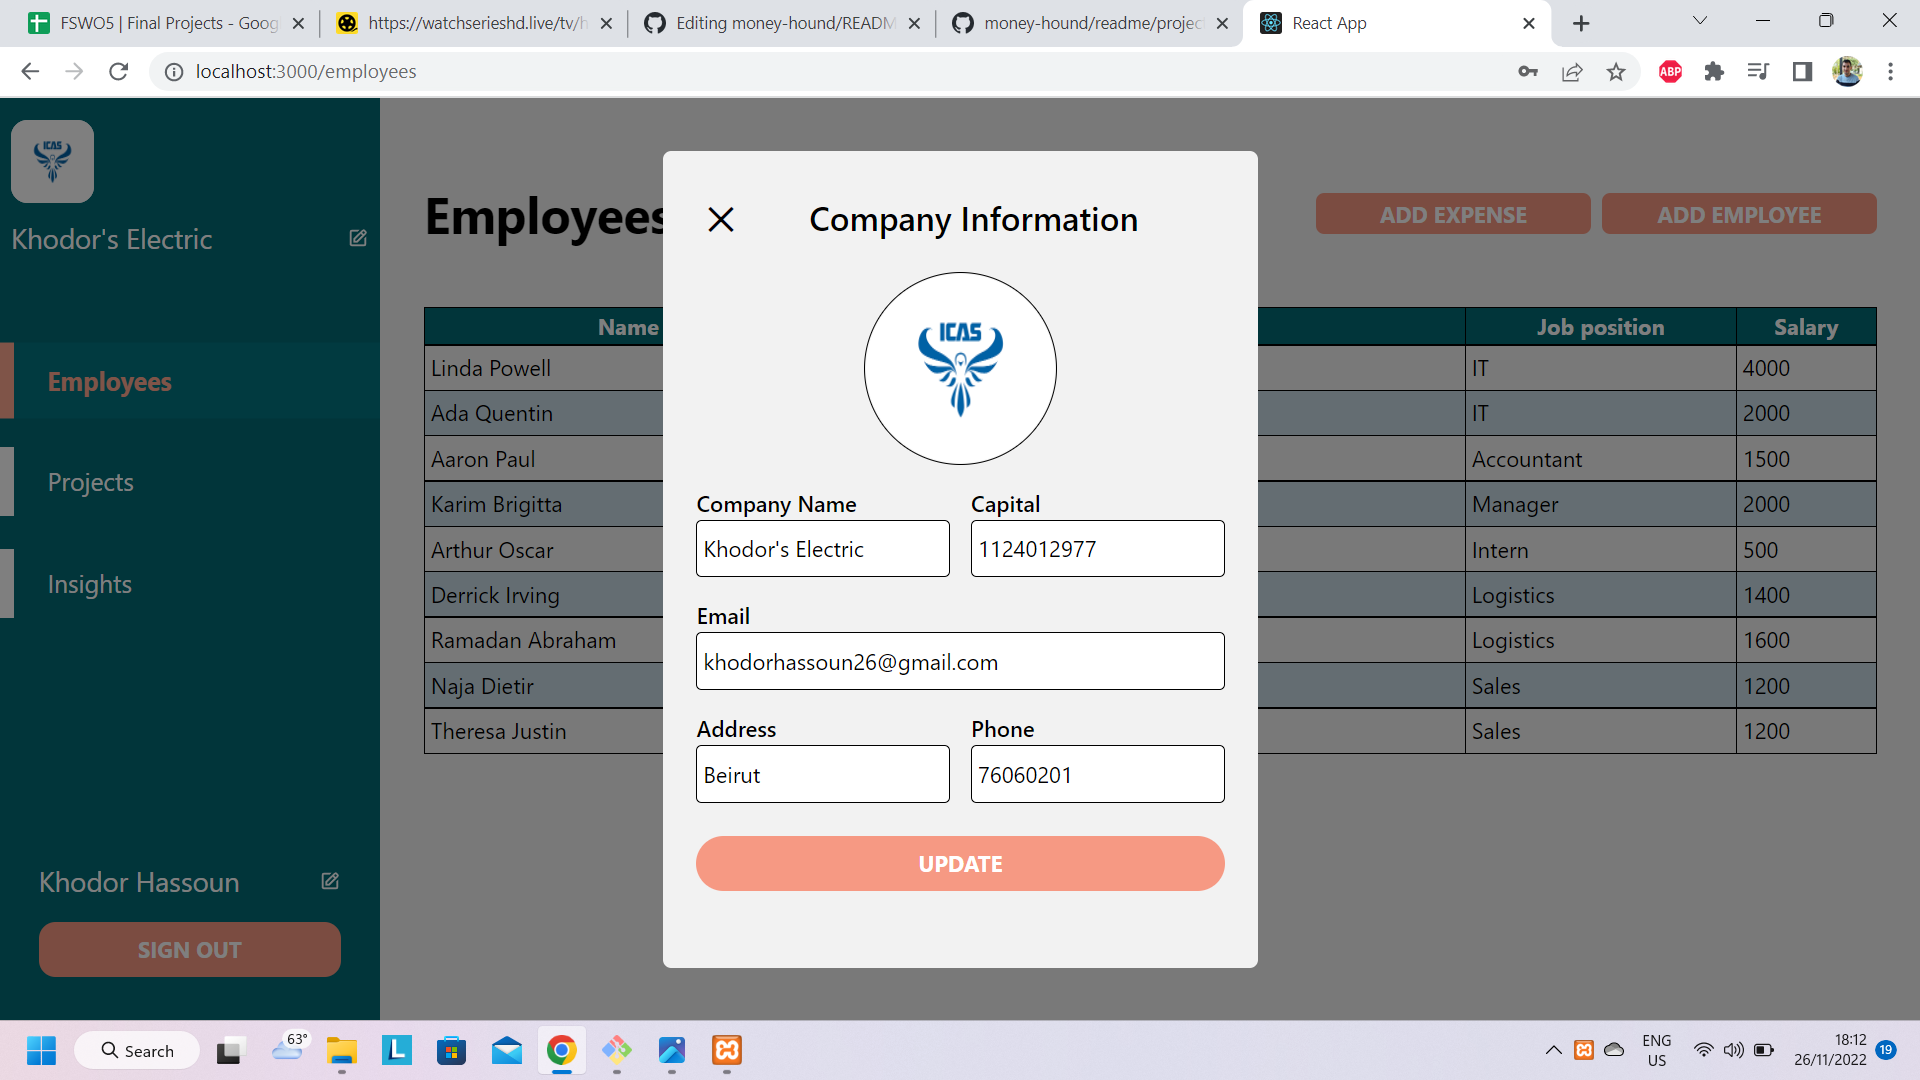 FSWO5 | Final Projects - Goog
https://watchserieshd.live/tv/h
Editing money-hound/READM
money-hound/readme/project
React App
localhost:3000/employees
ABP
ICAS
Khodor's Electric
Employees
Projects
Insights
Khodor Hassoun
SIGN OUT
Employees
ADD EXPENSE
ADD EMPLOYEE
Name Job position Salary
Linda Powell IT 4000
Ada Quentin IT 2000
Aaron Paul Accountant 1500
Karim Brigitta Manager 2000
Arthur Oscar Intern 500
Derrick Irving Logistics 1400
Ramadan Abraham Logistics 1600
Naja Dietir Sales 1200
Theresa Justin Sales 1200
Company Information
ICAS
Company Name Capital
Khodor's Electric 1124012977
Email
khodorhassoun26@gmail.com
Address Phone
Beirut 76060201
UPDATE
Search
63°
L
ENG
US
18:12
26/11/2022
19